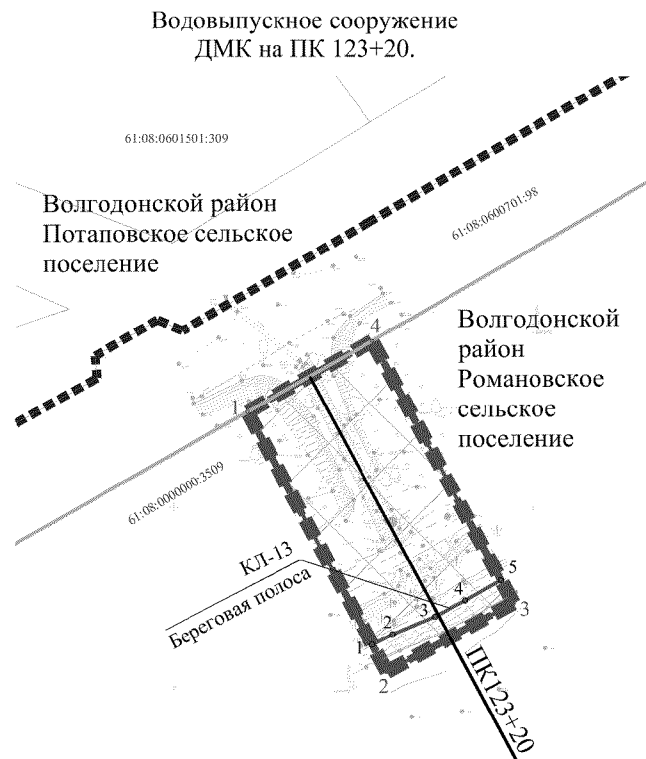 Водовыпускное сооружение
ДМК на ПК 123+20.
61:08:0601501:309
Волгодонской район
Потаповское сельское
поселение
61:08:0600701:98
4
Волгодонской
район
Романовское
сельское
поселение
1
61:08:0000000:3509
КЛ-13
Береговая полоса
5
4
3
3
2
1
2
ПК123+20